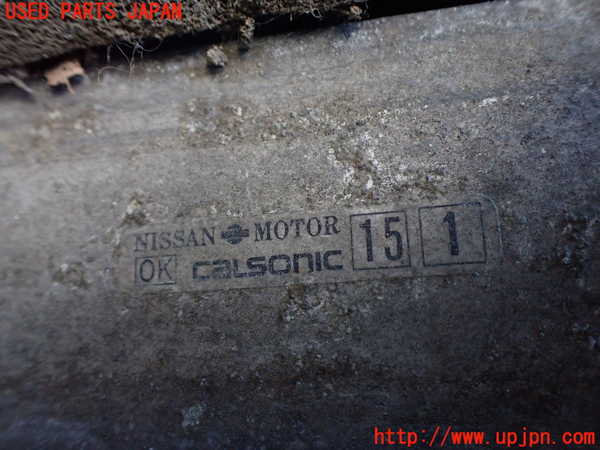 USED PARTS JAPAN
NISSAN MOTOR 15 1
OK CALSONIC
http://www.upjpn.com/